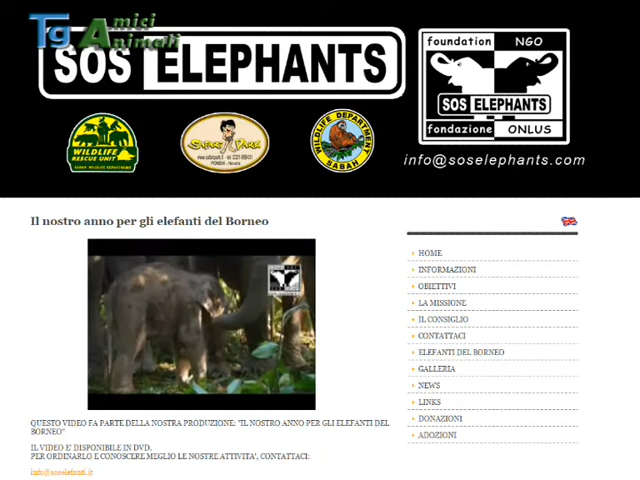 Tg Amici Animali
SOS ELEPHANTS
foundation NGO
SOS ELEPHANTS
fondazione ONLUS
WILDLIFE
RESCUE UNIT
SABAH WILDLIFE DEPARTMENT
SAFARI PARK
POMBIA - Novara
WILDLIFE DEPARTMENT
SABAH
info@soselephants.com
Il nostro anno per gli elefanti del Borneo
HOME
INFORMAZIONI
OBIETTIVI
LA MISSIONE
IL CONSIGLIO
CONTATTACI
ELEFANTI DEL BORNEO
GALLERIA
NEWS
LINKS
DONAZIONI
ADOZIONI
QUESTO VIDEO FA PARTE DELLA NOSTRA PRODUZIONE: "IL NOSTRO ANNO PER GLI ELEFANTI DEL
BORNEO"
IL VIDEO E' DISPONIBILE IN DVD.
PER ORDINARLO E CONOSCERE MEGLIO LE NOSTRE ATTIVITA', CONTATTACI:
info@soselefanti.it